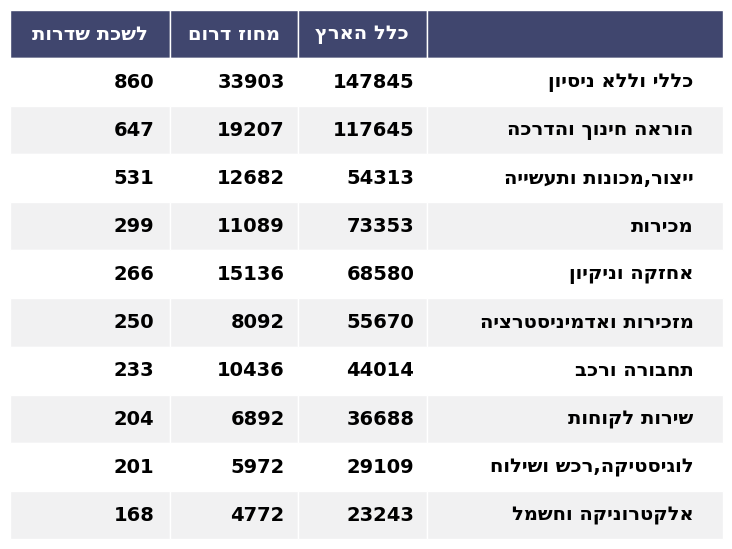 כלל הארץ מחוז דרום לשכת שדרות
כללי וללא ניסיון 147845 33903 860
הוראה חינוך והדרכה 117645 19207 647
ייצור,מכונות ותעשייה 54313 12682 531
מכירות 73353 11089 299
אחזקה וניקיון 68580 15136 266
מזכירות ואדמיניסטרציה 55670 8092 250
תחבורה ורכב 44014 10436 233
שירות לקוחות 36688 6892 204
לוגיסטיקה,רכש ושילוח 29109 5972 201
אלקטרוניקה וחשמל 23243 4772 168